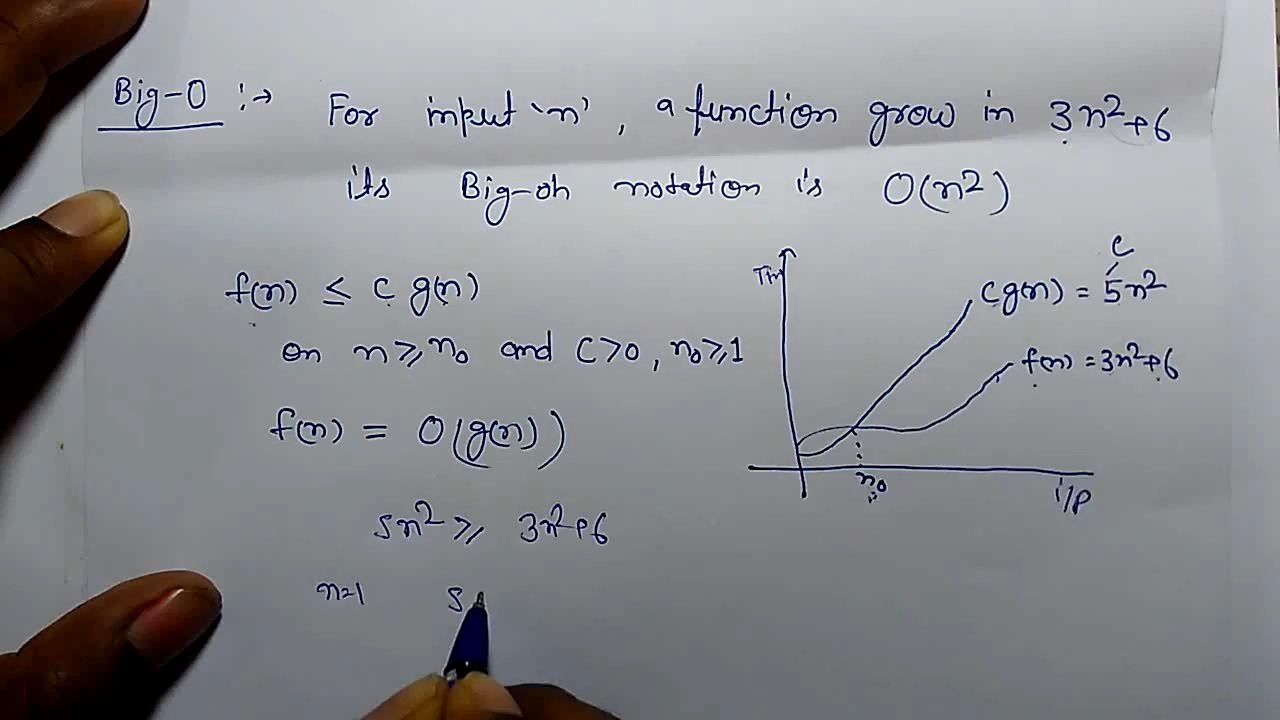 Big-O :→ For input 'n', a function grow in 3n²+6
its Big-oh notation is O(n²)
f(n) ≤ c g(n)
on n ≥ n₀ and c>0, n₀ ≥ 1
f(n) = O(g(n))
5n² ≥ 3n²+6
n=1 5
c
cg(n) = 5n²
f(n) = 3n²+6
n₀
i/p